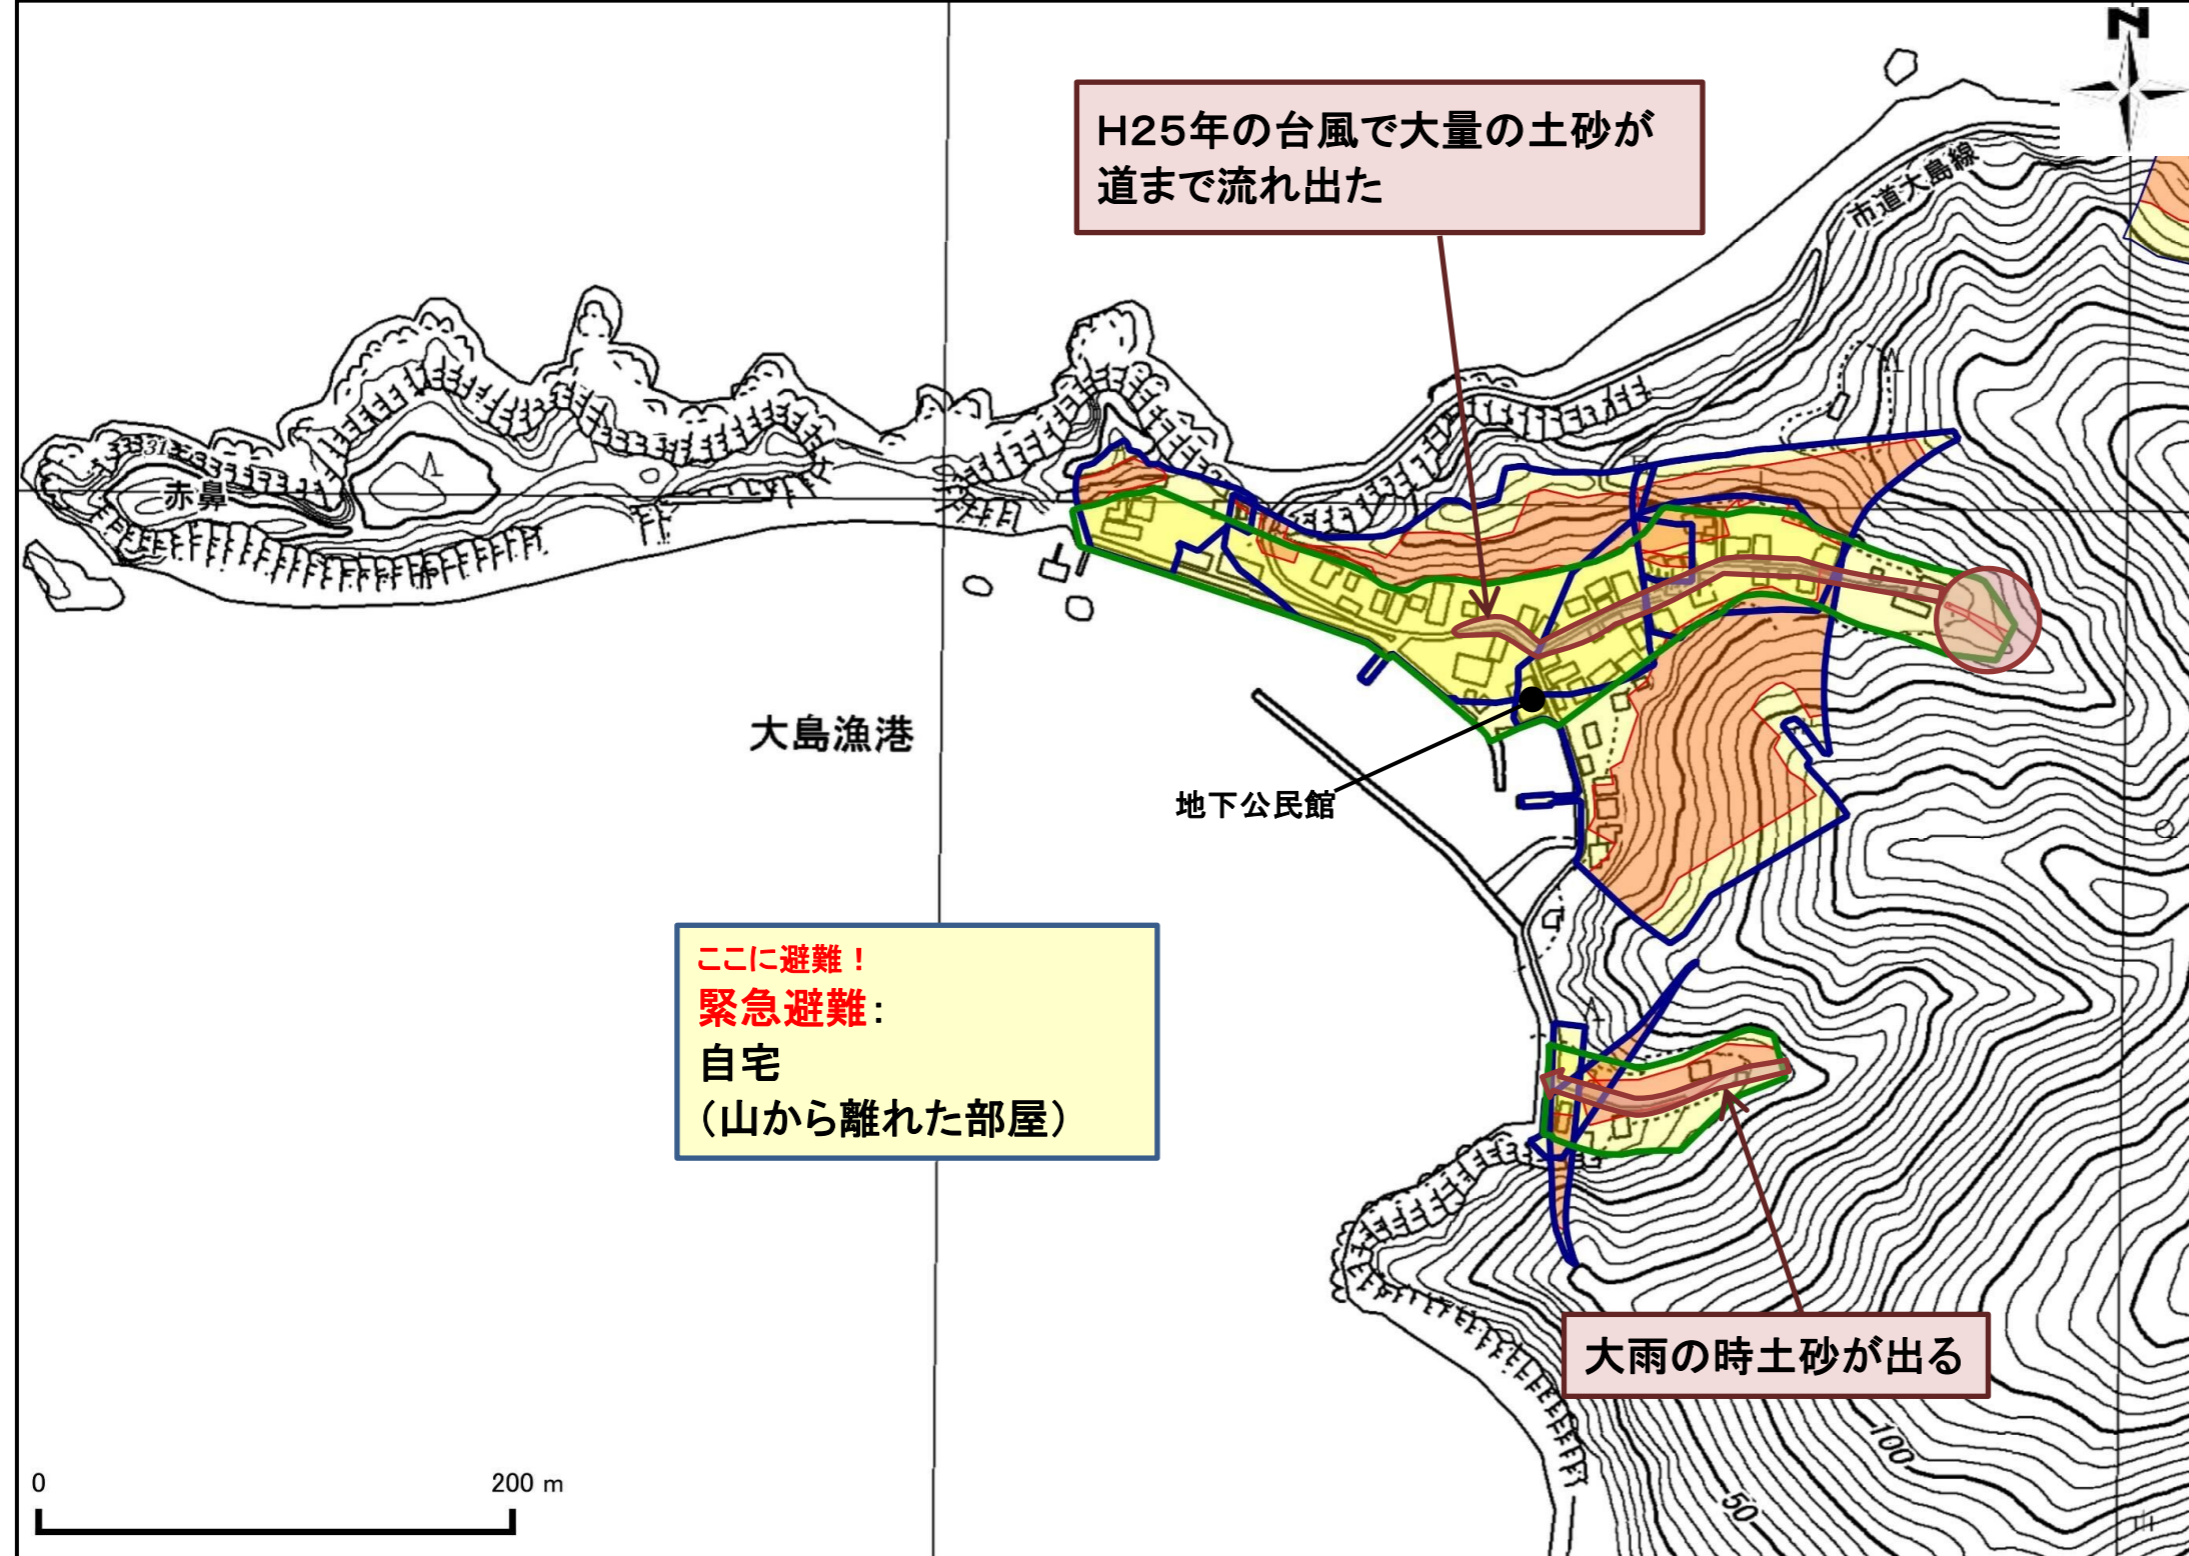 N
H25年の台風で大量の土砂が
道まで流れ出た
市道大島線
31
赤鼻
大島漁港
地下公民館
ここに避難！
緊急避難：
自宅
（山から離れた部屋）
大雨の時土砂が出る
100
50
0 200 m